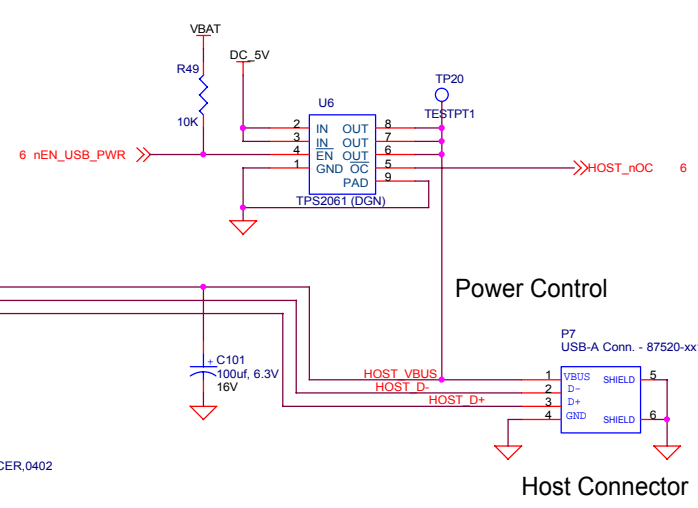 VBAT
DC_5V
R49
10K
TP20
TESTPT1
U6
6 nEN_USB_PWR
2 IN OUT 8
3 IN OUT 7
4 EN OUT 6
1 GND OC 5
PAD 9
TPS2061 (DGN)
HOST_nOC 6
Power Control
P7
USB-A Conn. - 87520-xx
+ C101
100uf, 6.3V
16V
HOST_VBUS 1 VBUS SHIELD 5
HOST_D- 2 D-
HOST_D+ 3 D+
4 GND SHIELD 6
CER,0402
Host Connector